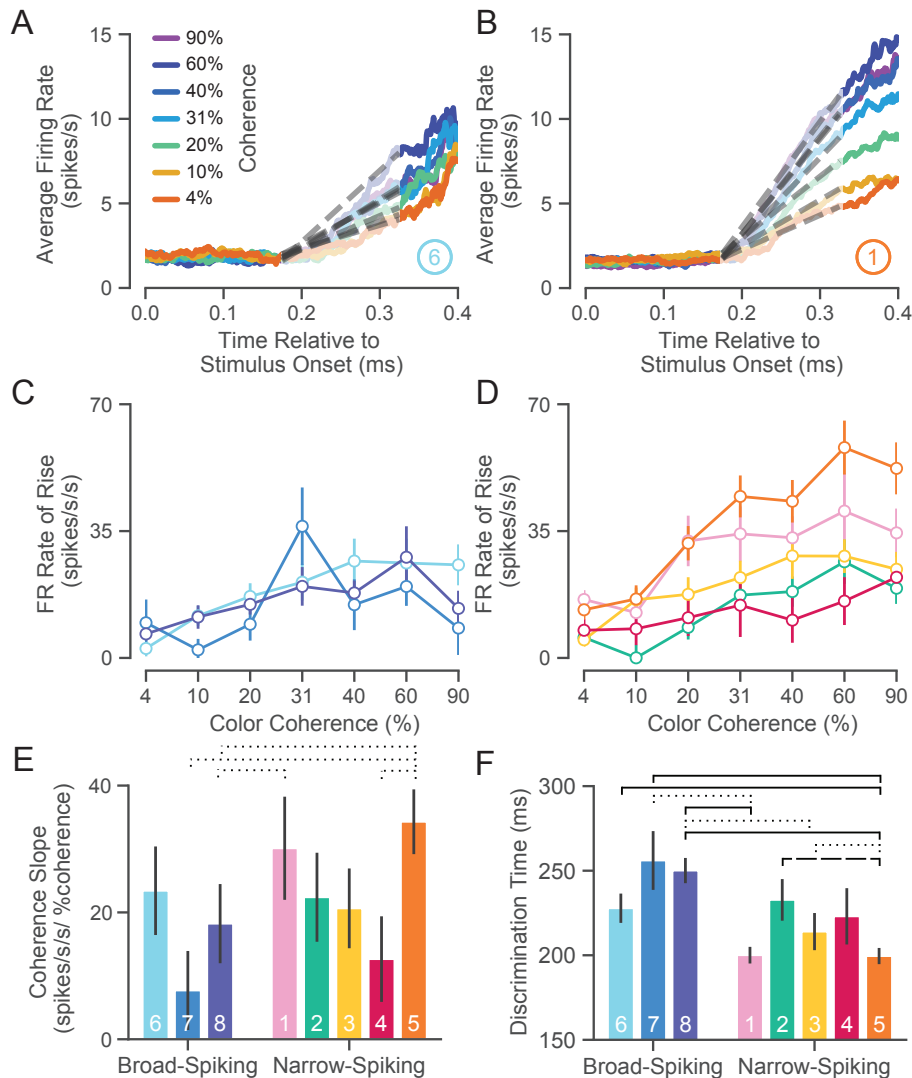 A
B
Average Firing Rate
(spikes/s)
15
10
5
0
90%
60%
40%
31%
20%
10%
4%
Coherence
6
0.0 0.1 0.2 0.3 0.4
Time Relative to
Stimulus Onset (ms)
Average Firing Rate
(spikes/s)
15
10
5
0
1
0.0 0.1 0.2 0.3 0.4
Time Relative to
Stimulus Onset (ms)
C
D
FR Rate of Rise
(spikes/s/s)
70
35
0
4 10 20 31 40 60 90
Color Coherence (%)
FR Rate of Rise
(spikes/s/s)
70
35
0
4 10 20 31 40 60 90
Color Coherence (%)
E
F
Coherence Slope
(spikes/s/s/ %coherence)
40
20
0
6 7 8 1 2 3 4 5
Broad-Spiking Narrow-Spiking
Discrimination Time (ms)
300
250
200
150
6 7 8 1 2 3 4 5
Broad-Spiking Narrow-Spiking